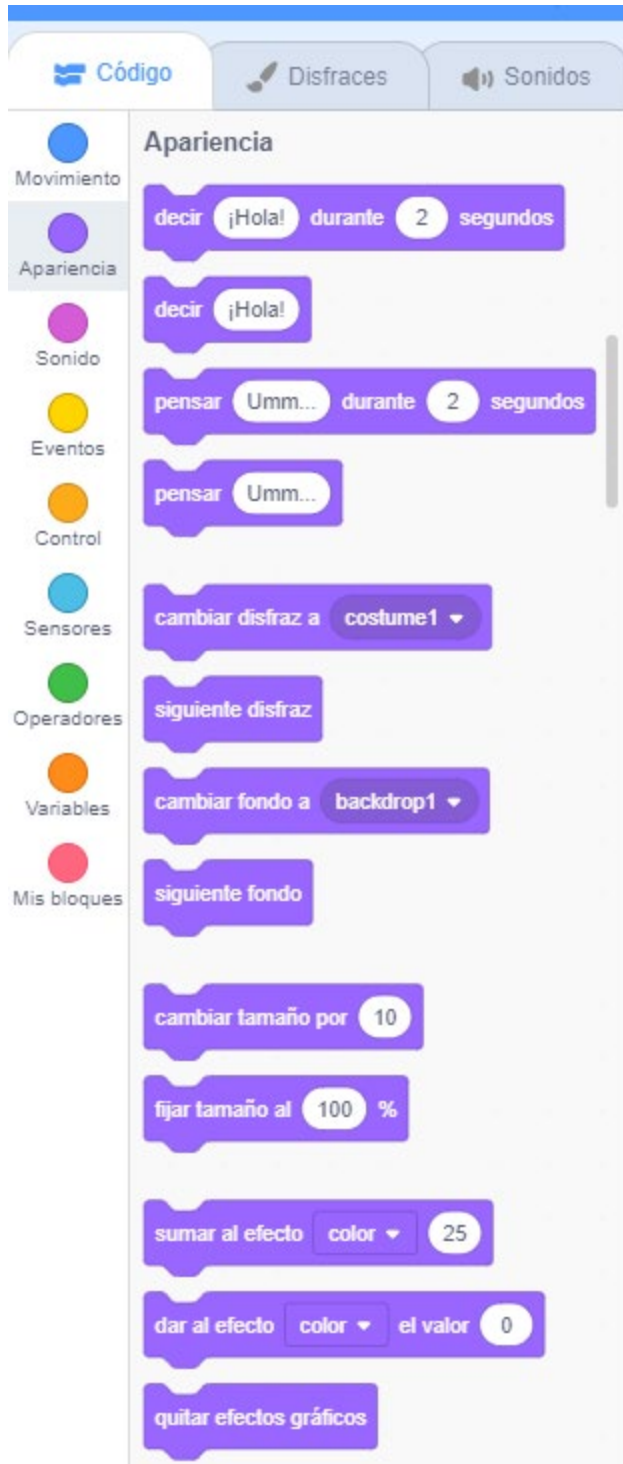 Código
Disfraces
Sonidos
Movimiento
Apariencia
Sonido
Eventos
Control
Sensores
Operadores
Variables
Mis bloques
Apariencia
decir ¡Hola! durante 2 segundos
decir ¡Hola!
pensar Umm... durante 2 segundos
pensar Umm...
cambiar disfraz a costume1
siguiente disfraz
cambiar fondo a backdrop1
siguiente fondo
cambiar tamaño por 10
fijar tamaño al 100 %
sumar al efecto color 25
dar al efecto color el valor 0
quitar efectos gráficos